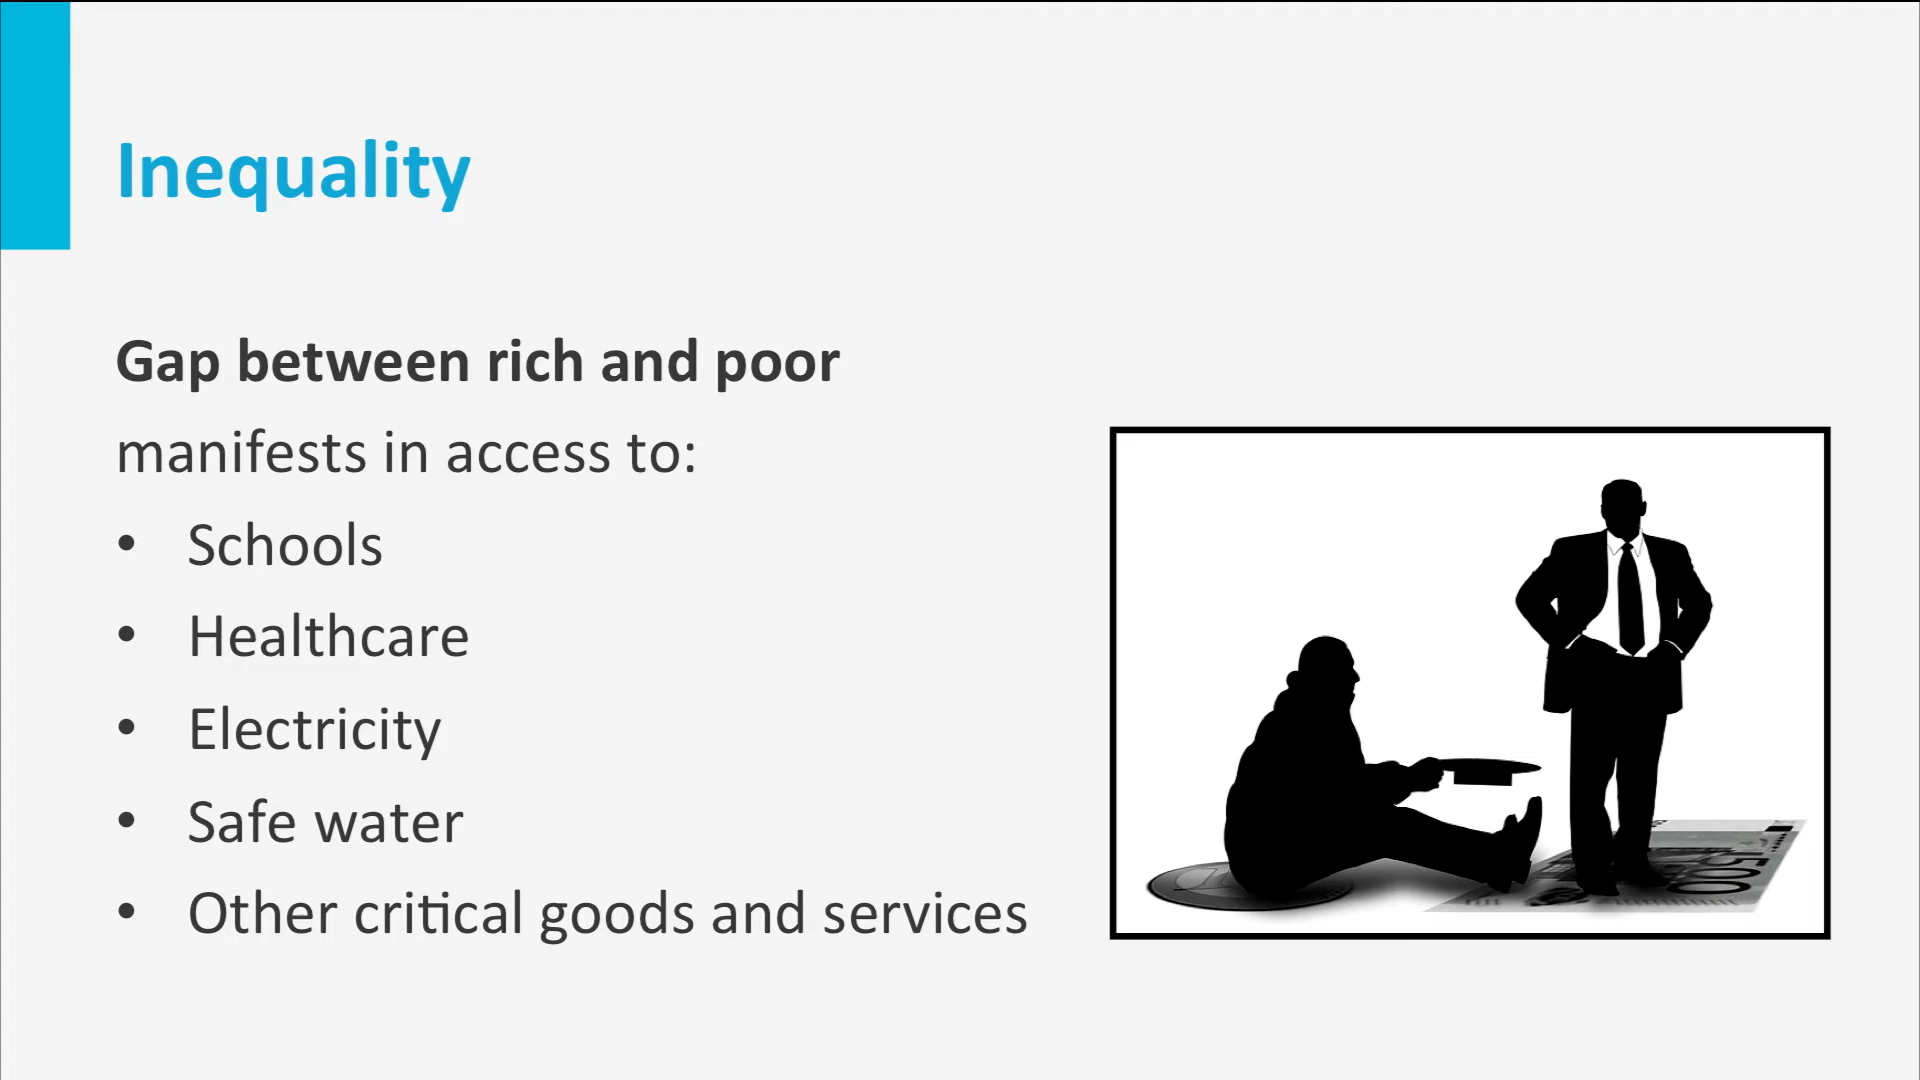 Inequality
Gap between rich and poor
manifests in access to:
• Schools
• Healthcare
• Electricity
• Safe water
• Other critical goods and services
500